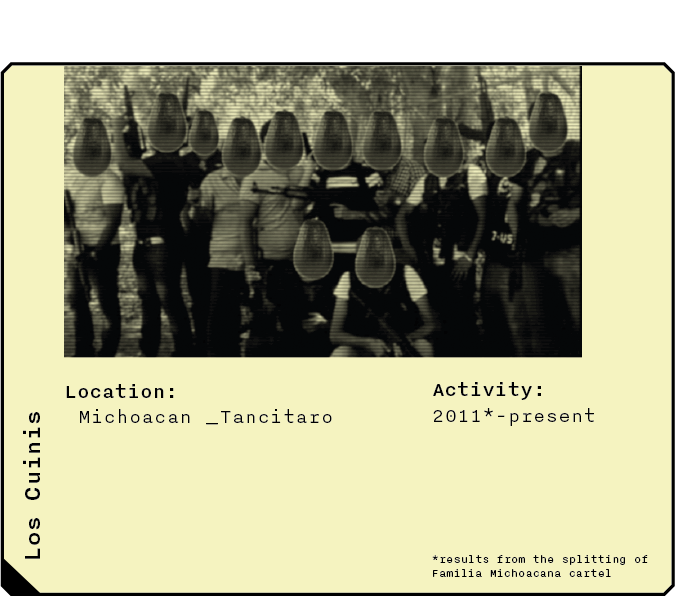 Location:
Michoacan _Tancitaro
Activity:
2011*-present
Los Cuinis
*results from the splitting of
Familia Michoacana cartel